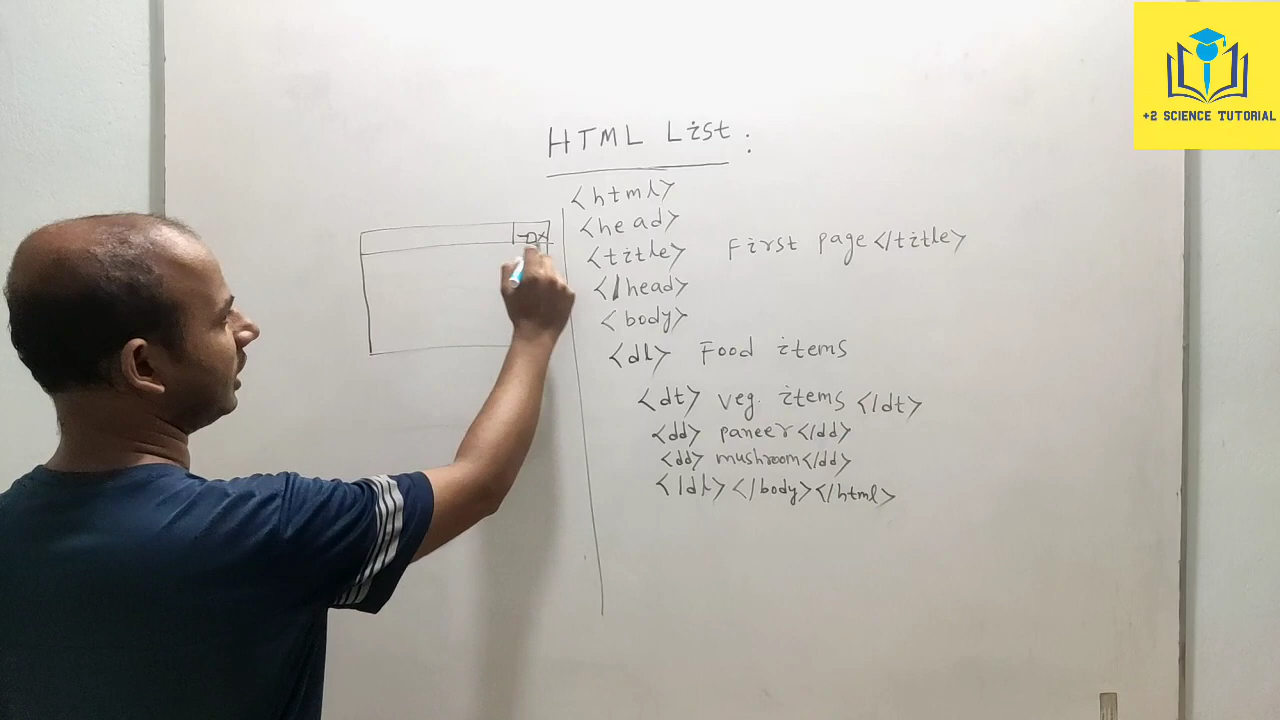 +2 SCIENCE TUTORIAL
HTML List :
<html>
<head>
<title> First page </title>
</head>
<body>
<dl> Food items
<dt> veg. items </dt>
<dd> paneer </dd>
<dd> mushroom </dd>
</dl> </body> </html>